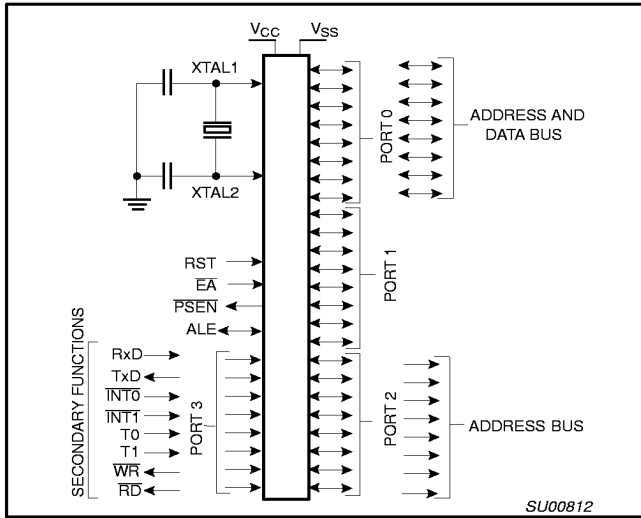 VCC VSS
XTAL1
XTAL2
PORT 0
ADDRESS AND
DATA BUS
PORT 1
RST
EA
PSEN
ALE
SECONDARY FUNCTIONS
RxD
TxD
INT0
INT1
T0
T1
WR
RD
PORT 3
PORT 2
ADDRESS BUS
SU00812